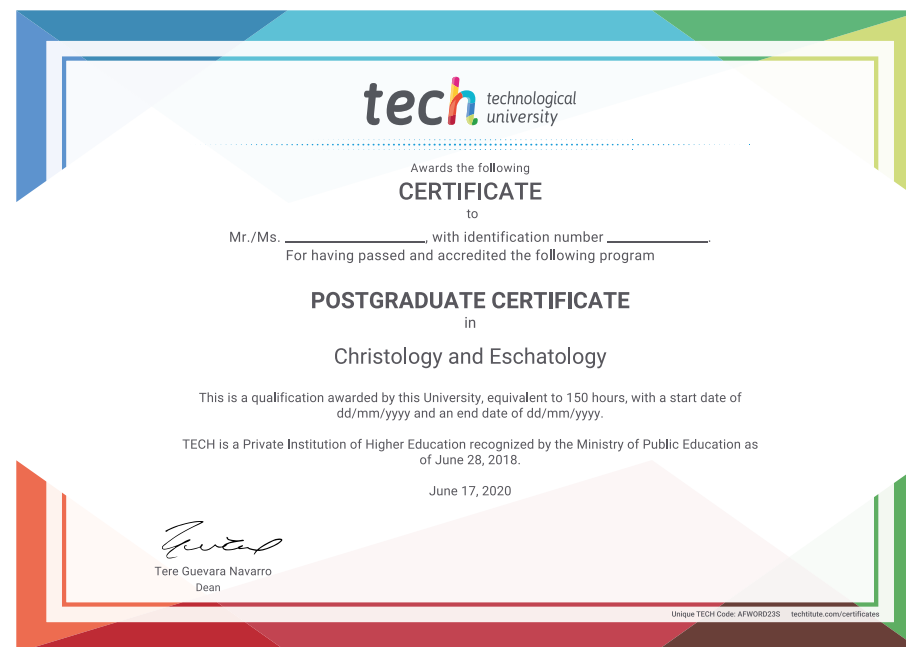 tech technological
university
Awards the following
CERTIFICATE
to
Mr./Ms. ____________, with identification number ____________.
For having passed and accredited the following program
POSTGRADUATE CERTIFICATE
in
Christology and Eschatology
This is a qualification awarded by this University, equivalent to 150 hours, with a start date of
dd/mm/yyyy and an end date of dd/mm/yyyy.
TECH is a Private Institution of Higher Education recognized by the Ministry of Public Education as
of June 28, 2018.
June 17, 2020
Tere Guevara Navarro
Dean
Unique TECH Code: AFWORD23S techtitute.com/certificates